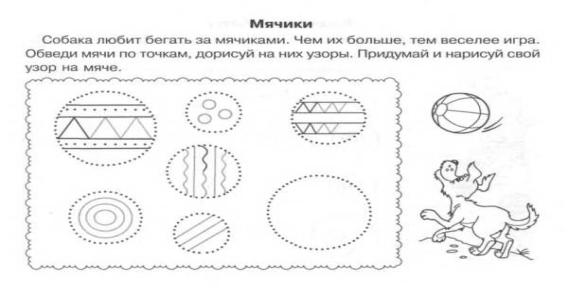 Мячики
Собака любит бегать за мячиками. Чем их больше, тем веселее игра.
Обведи мячи по точкам, дорисуй на них узоры. Придумай и нарисуй свой
узор на мяче.